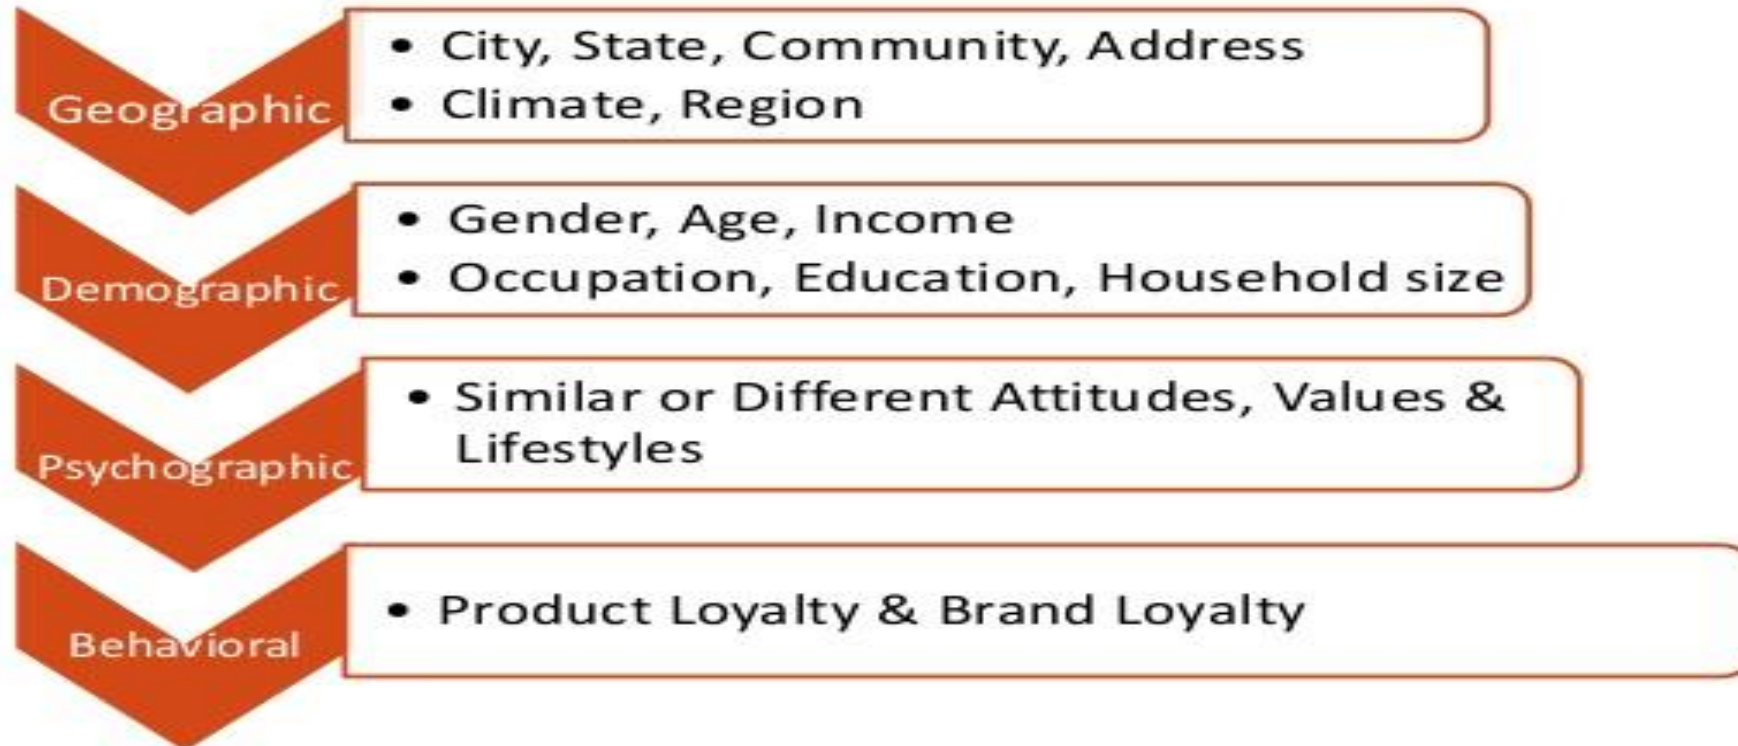 Geographic
• City, State, Community, Address
• Climate, Region
Demographic
• Gender, Age, Income
• Occupation, Education, Household size
Psychographic
• Similar or Different Attitudes, Values &
Lifestyles
Behavioral
• Product Loyalty & Brand Loyalty